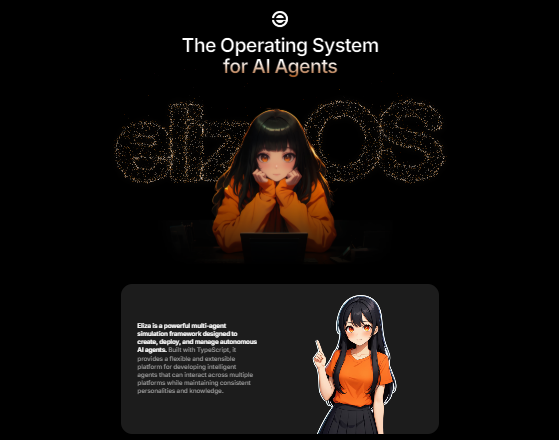 The Operating System
for AI Agents
elizaOS
Eliza is a powerful multi-agent
simulation framework designed to
create, deploy, and manage autonomous
AI agents. Built with TypeScript, it
provides a flexible and extensible
platform for developing intelligent
agents that can interact across multiple
platforms while maintaining consistent
personalities and knowledge.